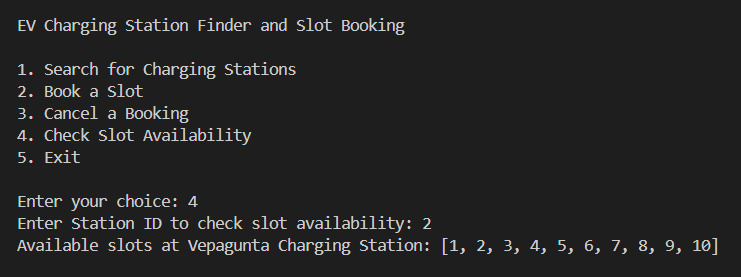 EV Charging Station Finder and Slot Booking
1. Search for Charging Stations
2. Book a Slot
3. Cancel a Booking
4. Check Slot Availability
5. Exit
Enter your choice: 4
Enter Station ID to check slot availability: 2
Available slots at Vepagunta Charging Station: [1, 2, 3, 4, 5, 6, 7, 8, 9, 10]